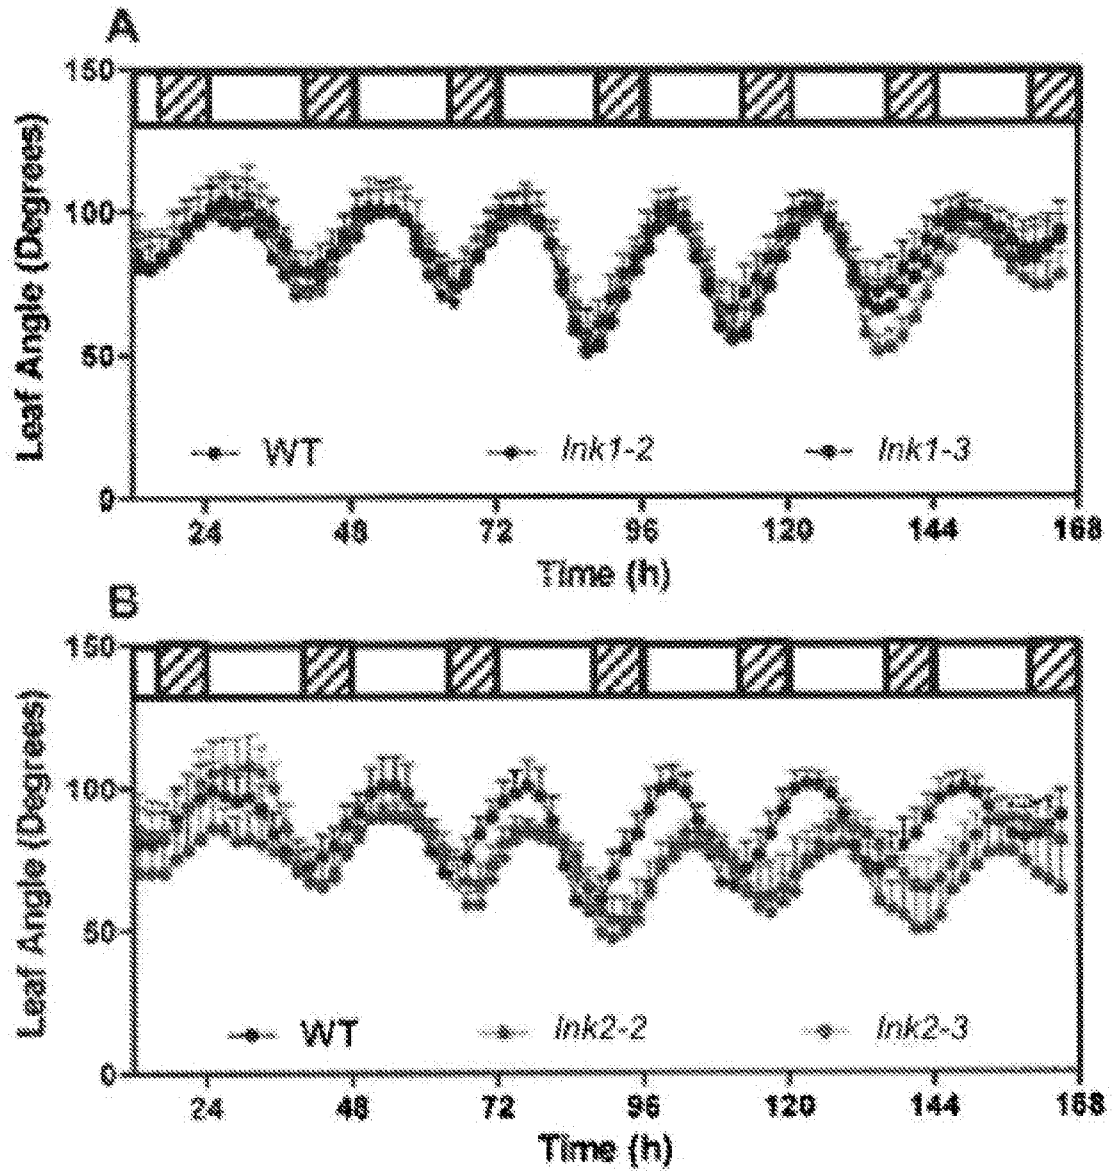 A
150
100
50
0
Leaf Angle (Degrees)
WT lnk1-2 lnk1-3
24 48 72 96 120 144 168
Time (h)
B
150
100
50
0
Leaf Angle (Degrees)
WT lnk2-2 lnk2-3
24 48 72 96 120 144 168
Time (h)